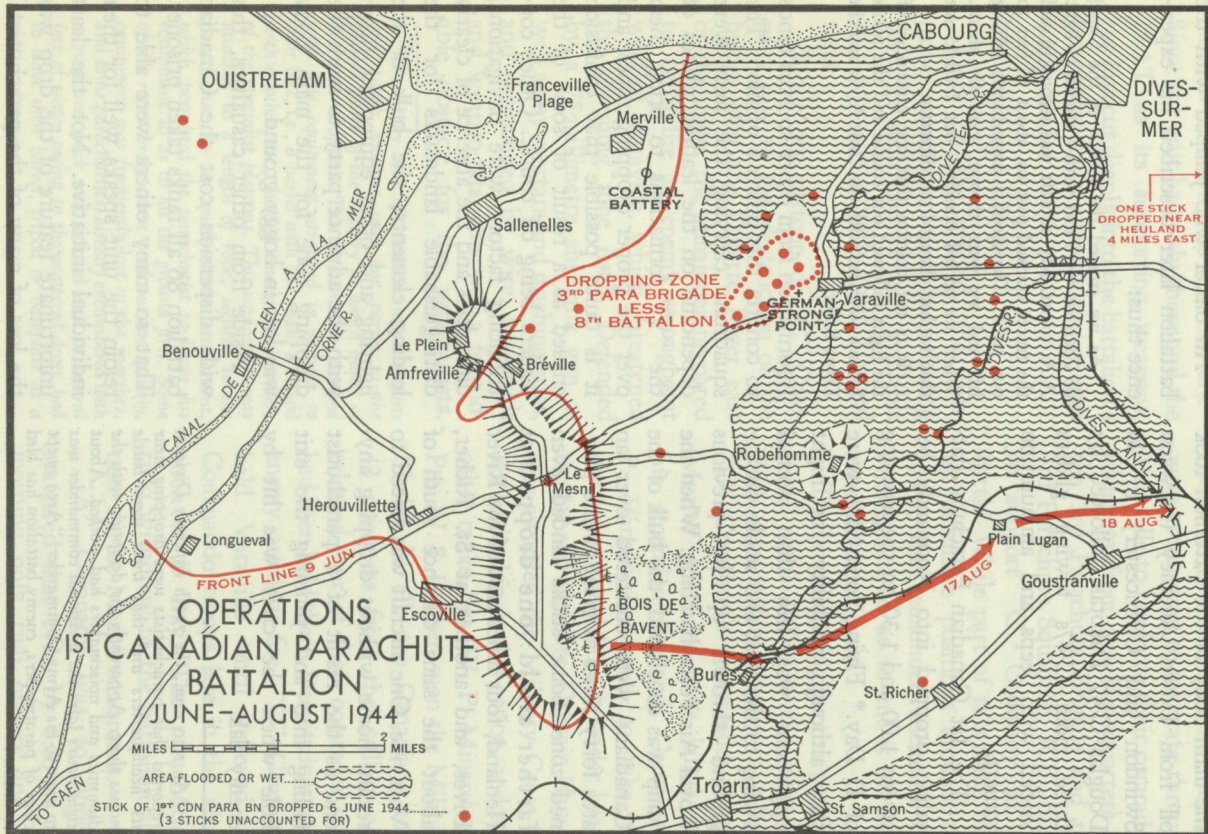 CABOURG
OUISTREHAM
DIVES-
SUR-
MER
Franceville
Plage
Merville
COASTAL
BATTERY
DIVETTE R.
ONE STICK
DROPPED NEAR
HEULAND
4 MILES EAST
Sallenelles
CANAL DE CAEN A LA MER
ORNE R.
DROPPING ZONE
3RD PARA BRIGADE
LESS
8TH BATTALION
GERMAN
STRONG
POINT
Varaville
Le Plein
Amfreville
Bréville
Benouville
DIVES R.
DIVES CANAL
Robehomme
Le
Mesnil
Herouvillette
Longueval
FRONT LINE 9 JUN
Escoville
BOIS DE
BAVENT
Plain Lugan
18 AUG
17 AUG
Goustranville
Bures
St. Richer
Troarn
St. Samson
OPERATIONS
1ST CANADIAN PARACHUTE
BATTALION
JUNE–AUGUST 1944
MILES 1 2 MILES
AREA FLOODED OR WET
STICK OF 1ST CDN PARA BN DROPPED 6 JUNE 1944
(3 STICKS UNACCOUNTED FOR)
TO CAEN